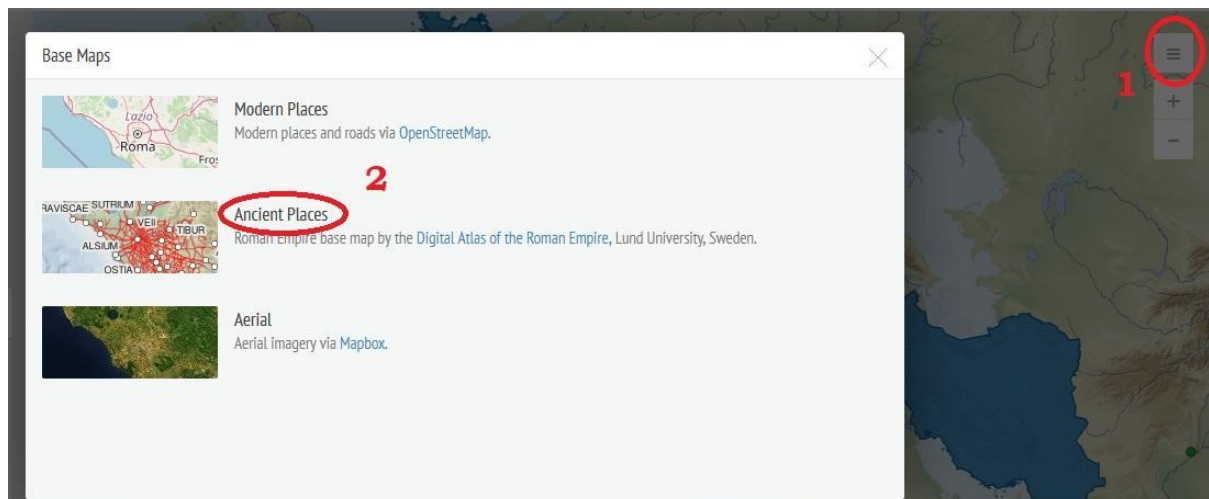 Base Maps
1
Lazio
Roma
Fros
Modern Places
Modern places and roads via OpenStreetMap.
2
RAVISCAE SUTRIUM
VEII
TIBUR
ALSIUM
OSTIA
Ancient Places
Roman Empire base map by the Digital Atlas of the Roman Empire, Lund University, Sweden.
Aerial
Aerial imagery via Mapbox.